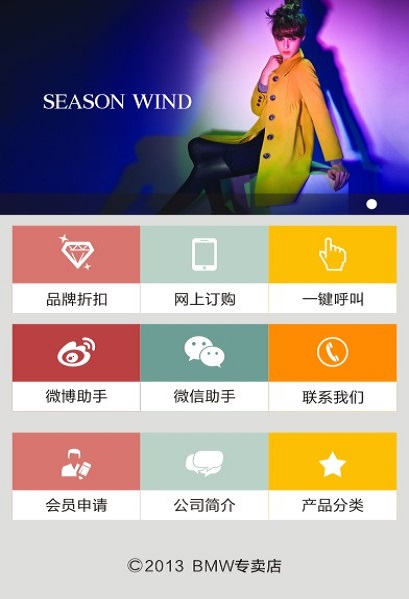 SEASON WIND
品牌折扣
网上订购
一键呼叫
微博助手
微信助手
联系我们
会员申请
公司简介
产品分类
©2013 BMW专卖店